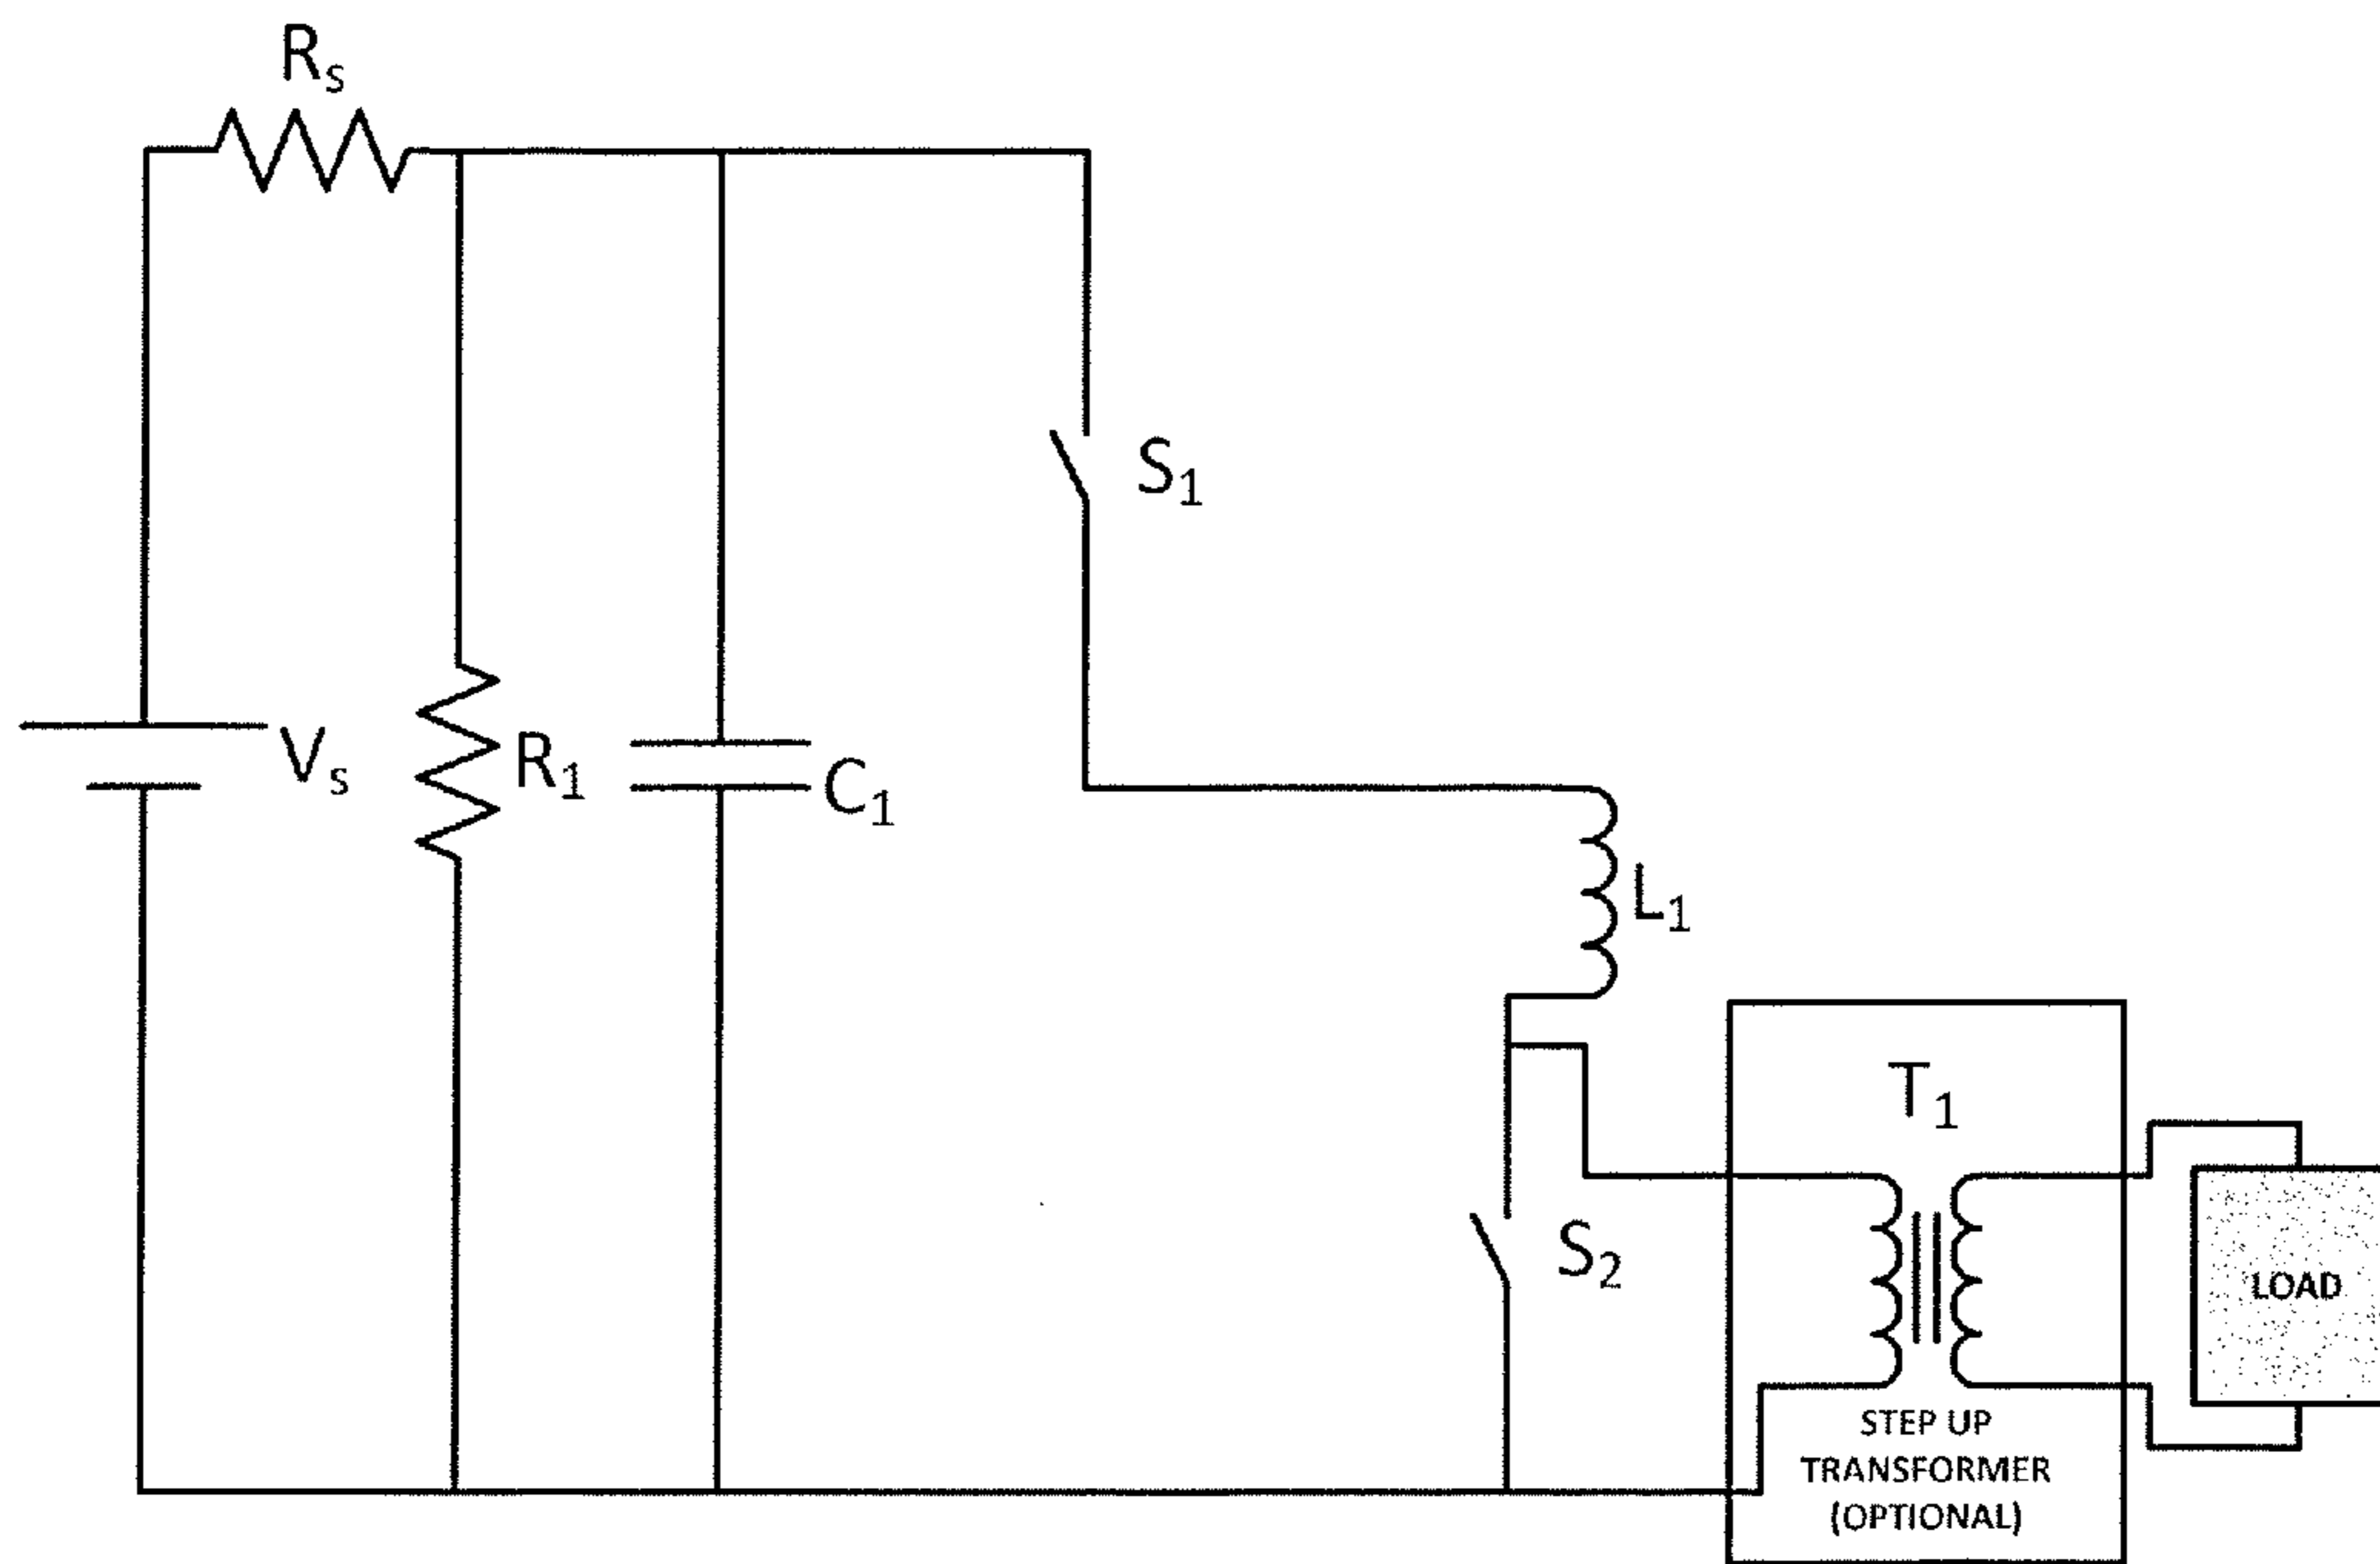 Rs
Vs
R1
C1
S1
L1
S2
T1
STEP UP
TRANSFORMER
(OPTIONAL)
LOAD